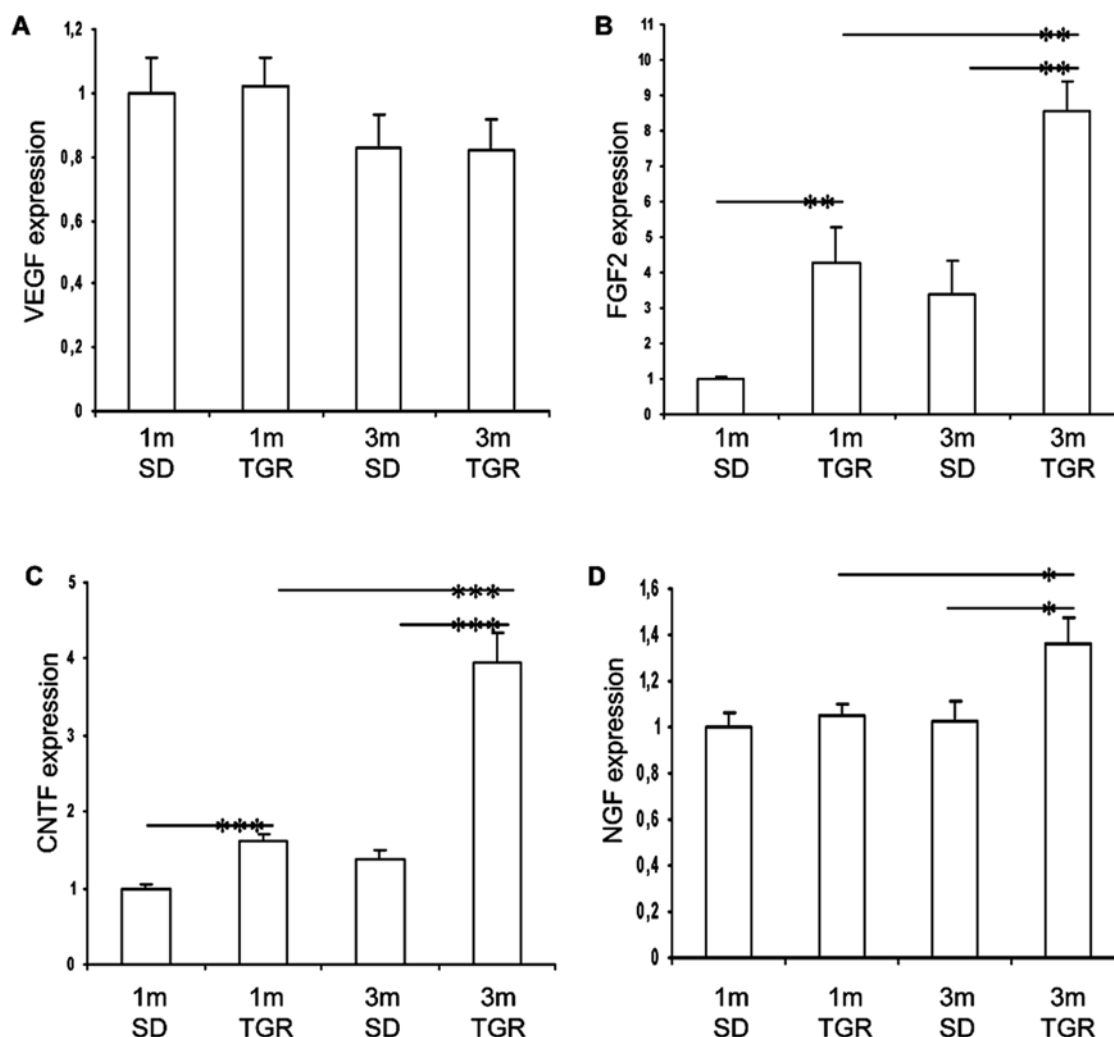 A
VEGF expression
1,2
1
0,8
0,6
0,4
0,2
0
1m 1m 3m 3m
SD TGR SD TGR
B
FGF2 expression
11
10
9
8
7
6
5
4
3
2
1
0
**
**
**
1m 1m 3m 3m
SD TGR SD TGR
C
CNTF expression
5
4
3
2
1
0
***
***
***
1m 1m 3m 3m
SD TGR SD TGR
D
NGF expression
1,6
1,4
1,2
1
0,8
0,6
0,4
0,2
0
*
*
1m 1m 3m 3m
SD TGR SD TGR